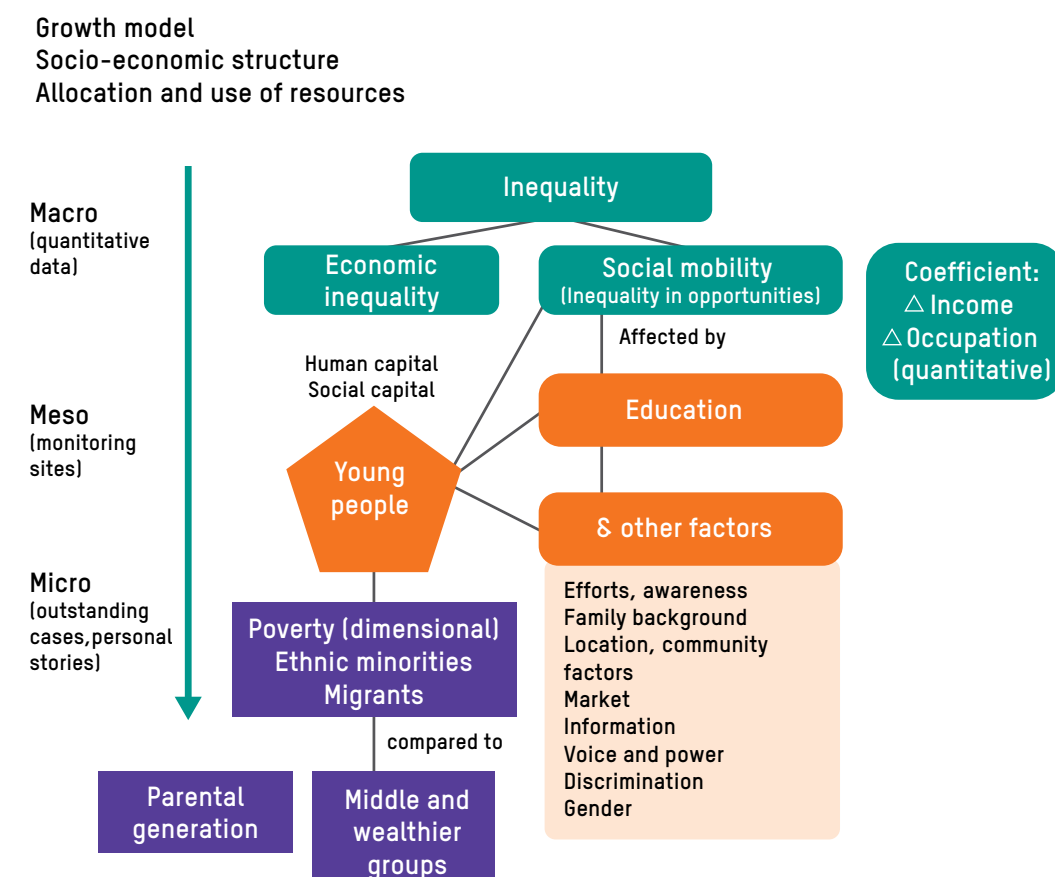 Growth model
Socio-economic structure
Allocation and use of resources
Macro
(quantitative
data)
Inequality
Economic
inequality
Social mobility
(Inequality in opportunities)
Coefficient:
△ Income
△ Occupation
(quantitative)
Affected by
Human capital
Social capital
Meso
(monitoring
sites)
Young
people
Education
& other factors
Micro
(outstanding
cases,personal
stories)
Efforts, awareness
Family background
Location, community
factors
Market
Information
Voice and power
Discrimination
Gender
Poverty (dimensional)
Ethnic minorities
Migrants
compared to
Parental
generation
Middle and
wealthier
groups